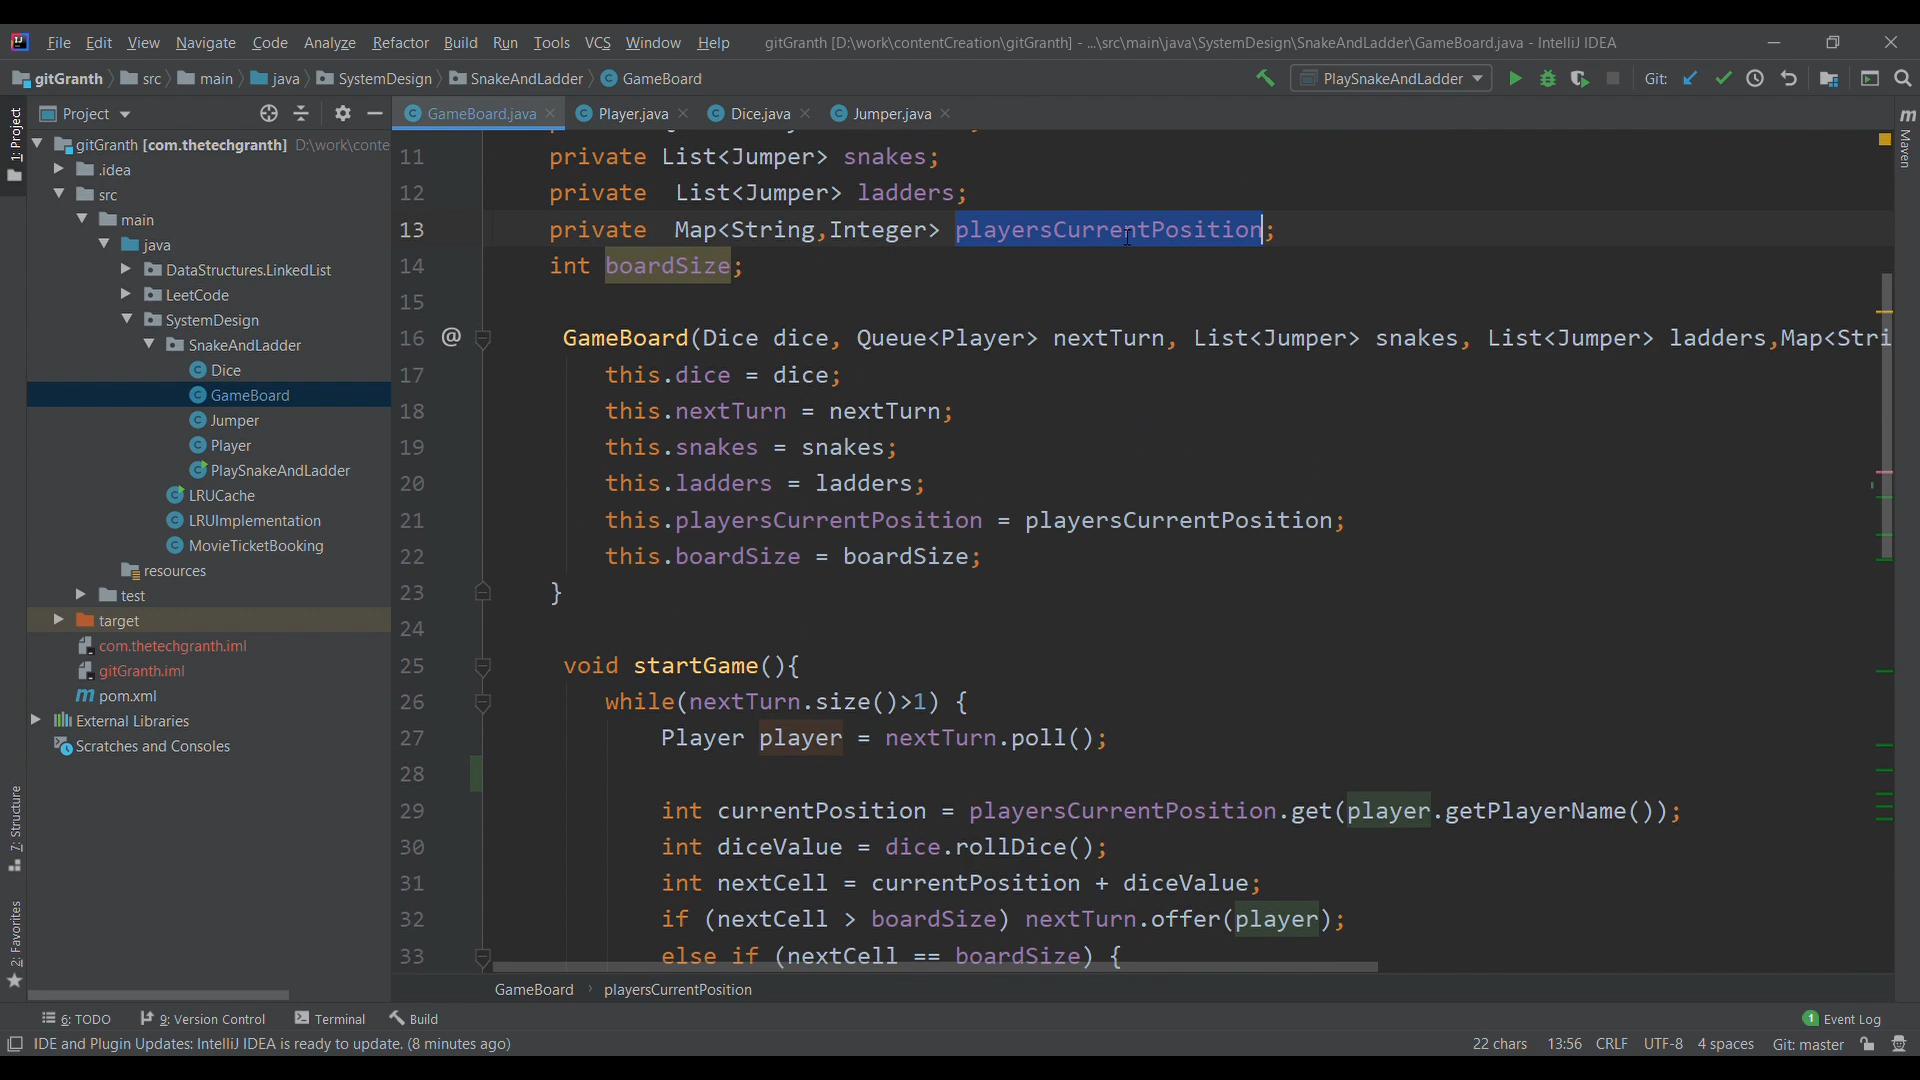 File Edit View Navigate Code Analyze Refactor Build Run Tools VCS Window Help gitGranth [D:\work\contentCreation\gitGranth] - ...\src\main\java\SystemDesign\SnakeAndLadder\GameBoard.java - IntelliJ IDEA
gitGranth src main java SystemDesign SnakeAndLadder GameBoard PlaySnakeAndLadder Git:
Project GameBoard.java Player.java Dice.java Jumper.java
1: Project
gitGranth [com.thetechgranth] D:\work\conte
.idea
src
main
java
DataStructures.LinkedList
LeetCode
SystemDesign
SnakeAndLadder
Dice
GameBoard
Jumper
Player
PlaySnakeAndLadder
LRUCache
LRUImplementation
MovieTicketBooking
resources
test
target
com.thetechgranth.iml
gitGranth.iml
pom.xml
External Libraries
Scratches and Consoles
7: Structure
2: Favorites
11 private List<Jumper> snakes;
12 private  List<Jumper> ladders;
13 private  Map<String,Integer> playersCurrentPosition;
14 int boardSize;
15
16 @ GameBoard(Dice dice, Queue<Player> nextTurn, List<Jumper> snakes, List<Jumper> ladders,Map<Stri
17 this.dice = dice;
18 this.nextTurn = nextTurn;
19 this.snakes = snakes;
20 this.ladders = ladders;
21 this.playersCurrentPosition = playersCurrentPosition;
22 this.boardSize = boardSize;
23 }
24
25 void startGame(){
26 while(nextTurn.size()>1) {
27 Player player = nextTurn.poll();
28
29 int currentPosition = playersCurrentPosition.get(player.getPlayerName());
30 int diceValue = dice.rollDice();
31 int nextCell = currentPosition + diceValue;
32 if (nextCell > boardSize) nextTurn.offer(player);
33 else if (nextCell == boardSize) {
m Maven
GameBoard playersCurrentPosition
6: TODO 9: Version Control Terminal Build 1 Event Log
IDE and Plugin Updates: IntelliJ IDEA is ready to update. (8 minutes ago) 22 chars 13:56 CRLF UTF-8 4 spaces Git: master